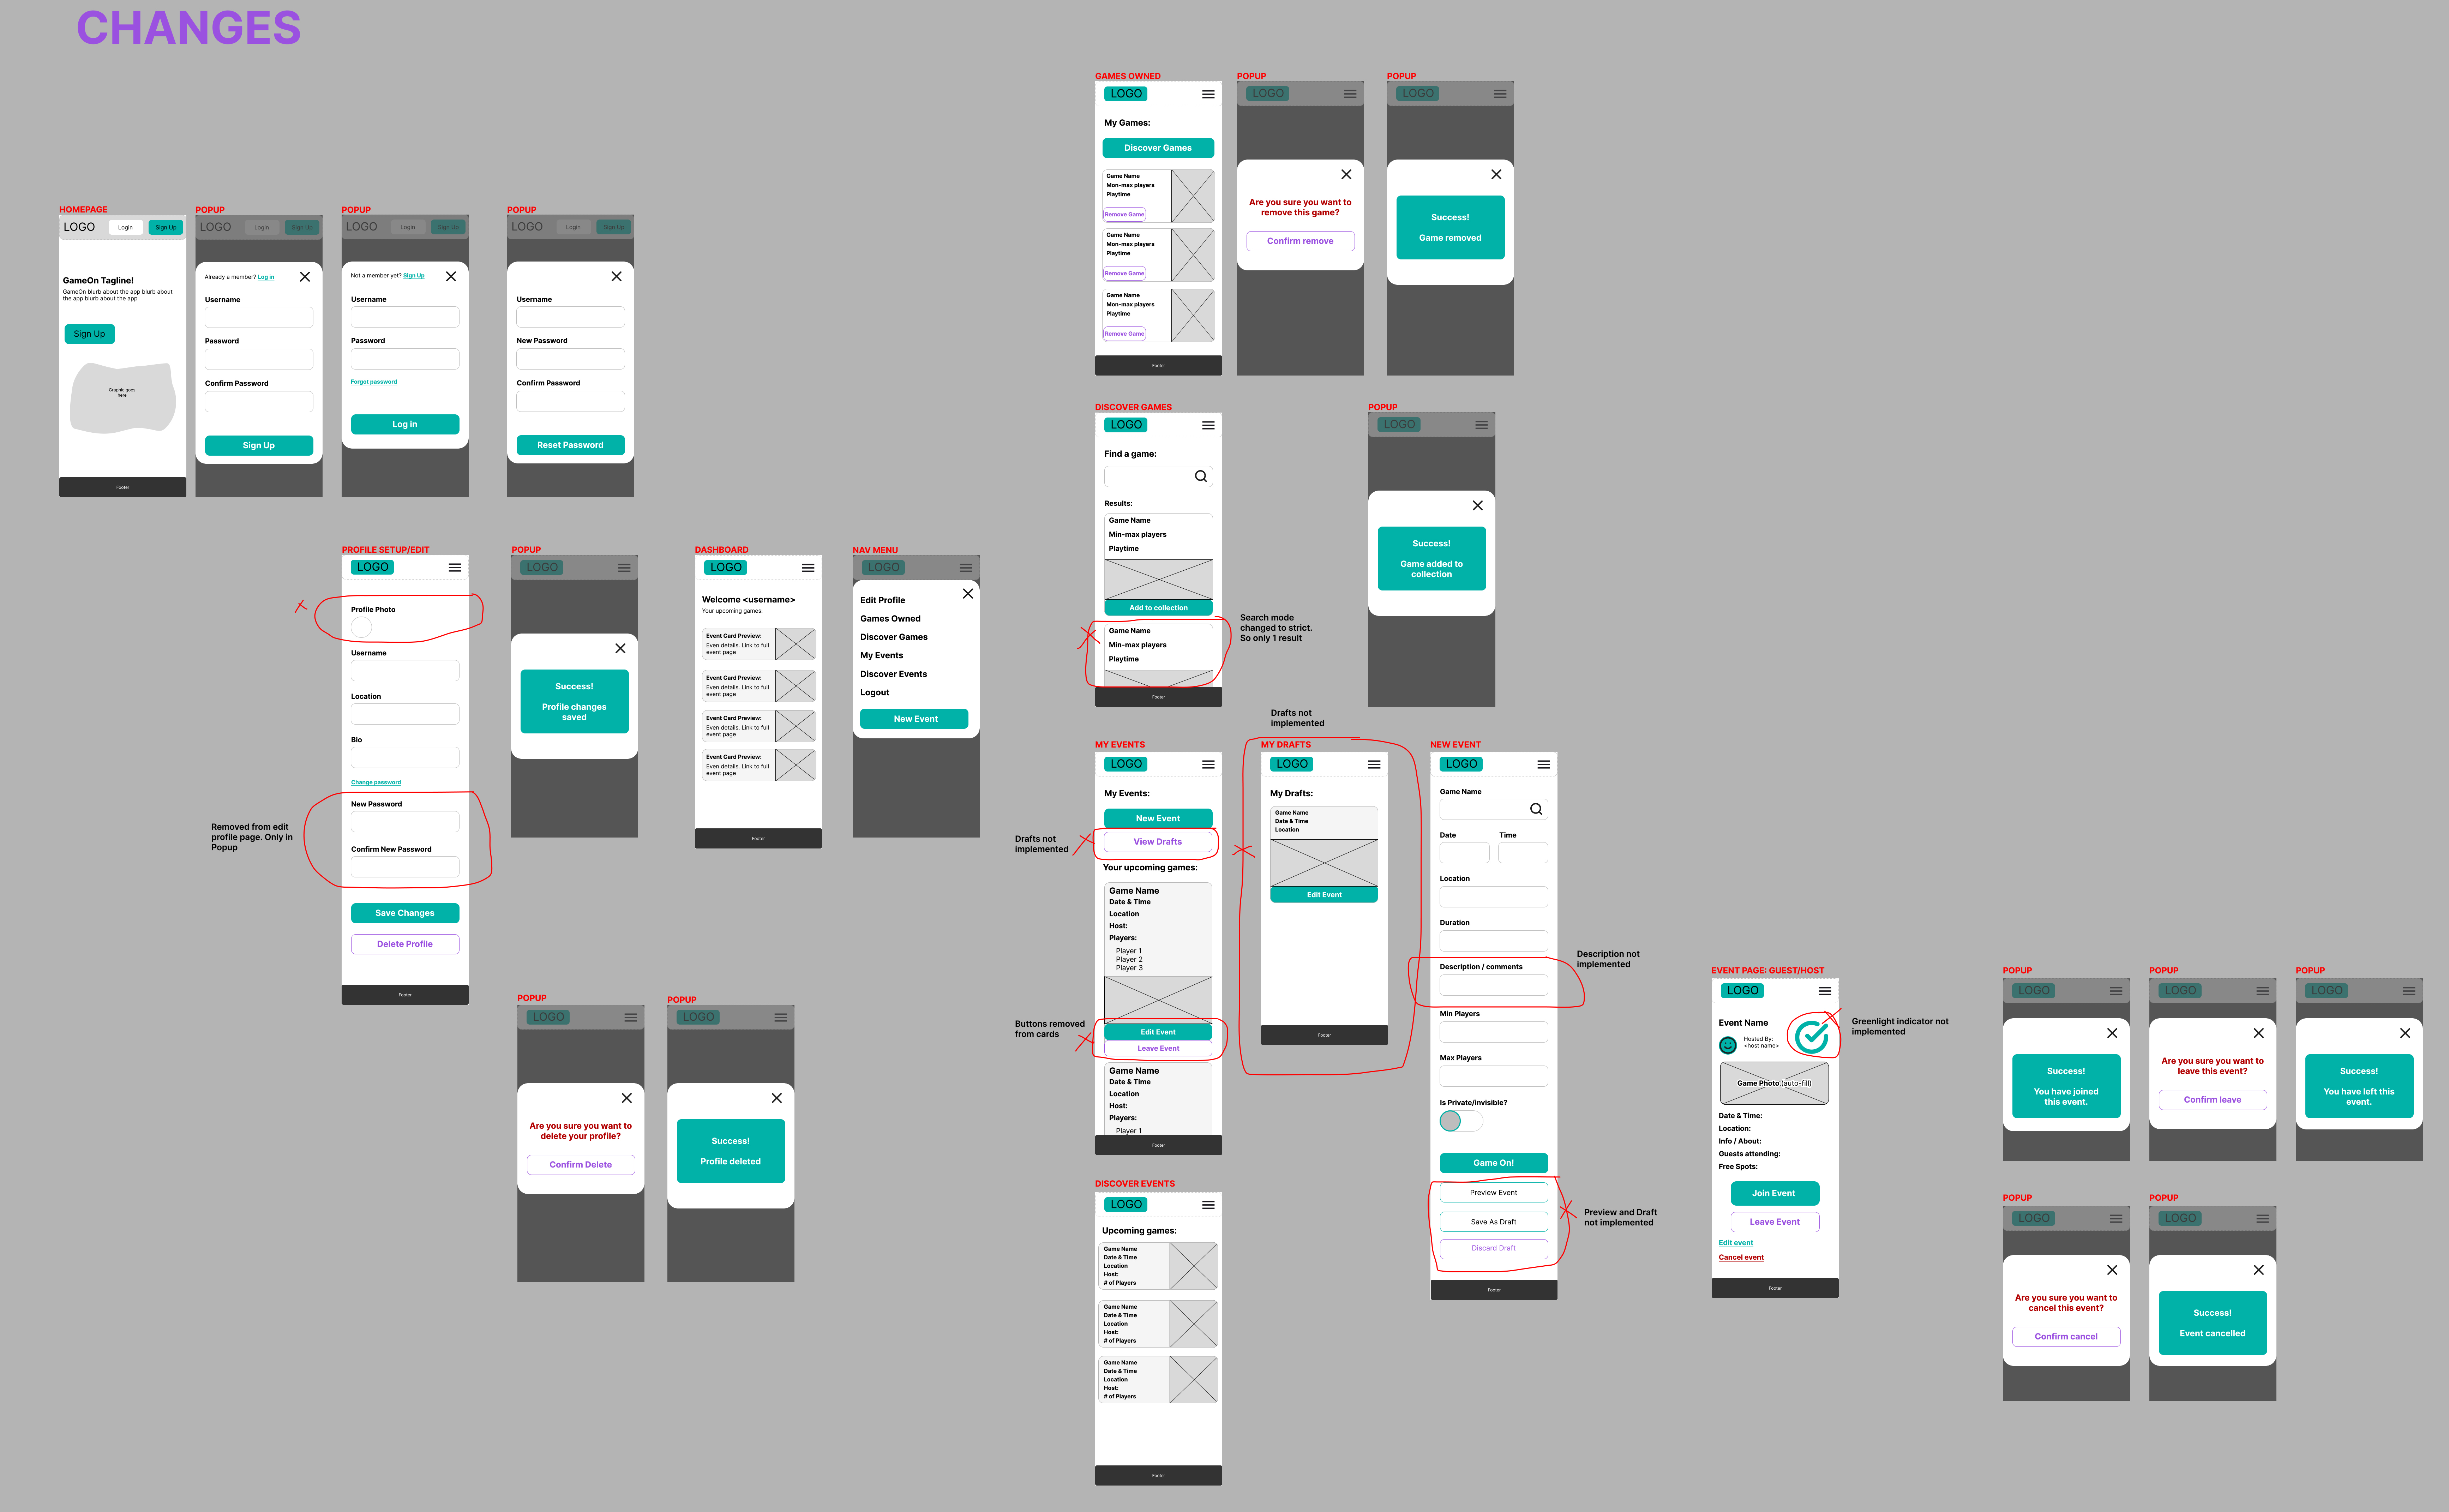 CHANGES
HOMEPAGE
LOGO
Login
Sign Up
GameOn Tagline!
GameOn blurb about the app blurb about
the app blurb about the app
Sign Up
Graphic goes
here
Footer
POPUP
LOGO
Login
Sign Up
Already a member? Log in
Username
Password
Confirm Password
Sign Up
POPUP
LOGO
Login
Sign Up
Not a member yet? Sign Up
Username
Password
Forgot password
Log in
POPUP
LOGO
Login
Sign Up
Username
New Password
Confirm Password
Reset Password
PROFILE SETUP/EDIT
LOGO
Profile Photo
Username
Location
Bio
Change password
New Password
Confirm New Password
Removed from edit
profile page. Only in
Popup
Save Changes
Delete Profile
Footer
POPUP
LOGO
Success!
Profile changes
saved
DASHBOARD
LOGO
Welcome <username>
Your upcoming games:
Event Card Preview:
Even details. Link to full
event page
Event Card Preview:
Even details. Link to full
event page
Event Card Preview:
Even details. Link to full
event page
Event Card Preview:
Even details. Link to full
event page
Footer
NAV MENU
LOGO
Edit Profile
Games Owned
Discover Games
My Events
Discover Events
Logout
New Event
POPUP
LOGO
Are you sure you want to
delete your profile?
Confirm Delete
POPUP
LOGO
Success!
Profile deleted
GAMES OWNED
LOGO
My Games:
Discover Games
Game Name
Mon-max players
Playtime
Remove Game
Game Name
Mon-max players
Playtime
Remove Game
Game Name
Mon-max players
Playtime
Remove Game
Footer
POPUP
LOGO
Are you sure you want to
remove this game?
Confirm remove
POPUP
LOGO
Success!
Game removed
DISCOVER GAMES
LOGO
Find a game:
Results:
Game Name
Min-max players
Playtime
Add to collection
Game Name
Min-max players
Playtime
Footer
Search mode
changed to strict.
So only 1 result
POPUP
LOGO
Success!
Game added to
collection
MY EVENTS
LOGO
My Events:
New Event
View Drafts
Drafts not
implemented
Your upcoming games:
Game Name
Date & Time
Location
Host:
Players:
Player 1
Player 2
Player 3
Edit Event
Leave Event
Buttons removed
from cards
Game Name
Date & Time
Location
Host:
Players:
Player 1
Footer
Drafts not
implemented
MY DRAFTS
LOGO
My Drafts:
Game Name
Date & Time
Location
Edit Event
Footer
NEW EVENT
LOGO
Game Name
Date
Time
Location
Duration
Description / comments
Description not
implemented
Min Players
Max Players
Is Private/invisible?
Game On!
Preview Event
Save As Draft
Discard Draft
Preview and Draft
not implemented
Footer
DISCOVER EVENTS
LOGO
Upcoming games:
Game Name
Date & Time
Location
Host:
# of Players
Game Name
Date & Time
Location
Host:
# of Players
Game Name
Date & Time
Location
Host:
# of Players
Footer
EVENT PAGE: GUEST/HOST
LOGO
Event Name
Hosted By:
<host name>
Greenlight indicator not
implemented
Game Photo (auto-fill)
Date & Time:
Location:
Info / About:
Guests attending:
Free Spots:
Join Event
Leave Event
Edit event
Cancel event
Footer
POPUP
LOGO
Success!
You have joined
this event.
POPUP
LOGO
Are you sure you want to
leave this event?
Confirm leave
POPUP
LOGO
Success!
You have left this
event.
POPUP
LOGO
Are you sure you want to
cancel this event?
Confirm cancel
POPUP
LOGO
Success!
Event cancelled